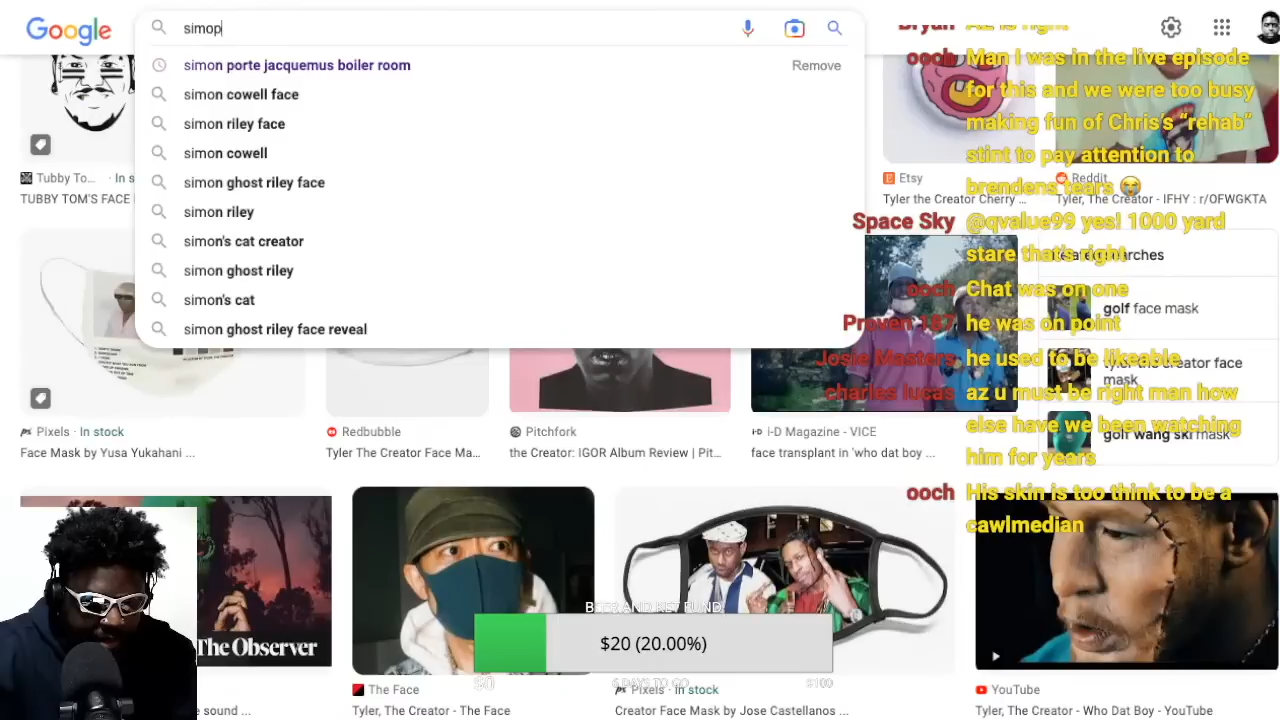 Google
simop
simon porte jacquemus boiler room
Remove
simon cowell face
simon riley face
simon cowell
simon ghost riley face
simon riley
simon's cat creator
simon ghost riley
simon's cat
simon ghost riley face reveal
ooch Man I was in the live episode
for this and we were too busy
making fun of Chris's “rehab”
stint to pay attention to
brendens tears 😭
Space Sky @qvalue99 yes! 1000 yard
stare that's right
ooch Chat was on one
Proven 187 he was on point
Josie Masters he used to be likeable
charles lucas az u must be right man how
else have we been watching
him for years
ooch His skin is too think to be a
cawlmedian
Tubby To... · In s
TUBBY TOM'S FACE
Etsy
Tyler the Creator Cherry ...
Reddit
Tyler, The Creator - IFHY : r/OFWGKTA
golf face mask
mask
golf wang ski mask
Pixels · In stock
Face Mask by Yusa Yukahani ...
Redbubble
Tyler The Creator Face Ma...
Pitchfork
the Creator: IGOR Album Review | Pit...
i-D Magazine - VICE
face transplant in 'who dat boy ...
The Observer
$20 (20.00%)
$0
6 DAYS TO GO
$100
e sound ...
The Face
Tyler, The Creator - The Face
Pixels · In stock
Creator Face Mask by Jose Castellanos ...
YouTube
Tyler, The Creator - Who Dat Boy - YouTube